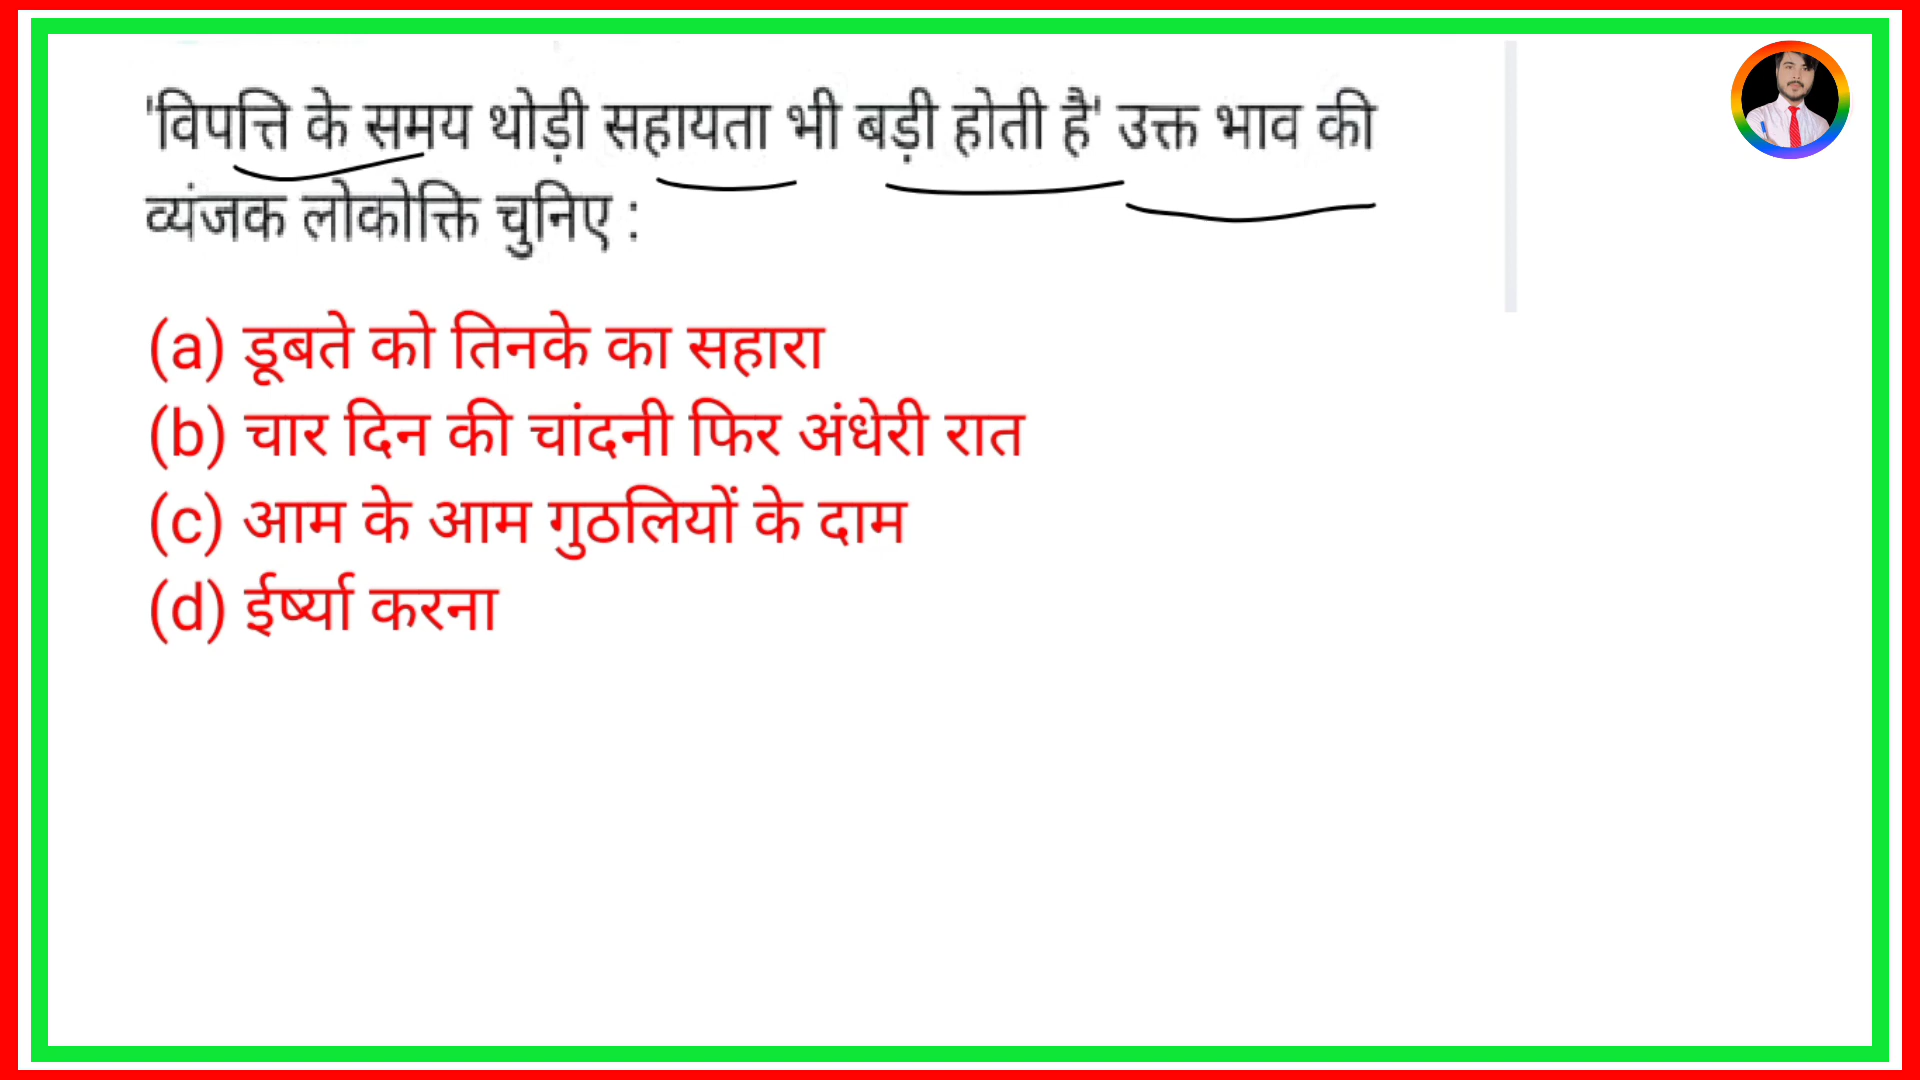 'विपत्ति के समय थोड़ी सहायता भी बड़ी होती है' उक्त भाव की
व्यंजक लोकोक्ति चुनिए :
(a) डूबते को तिनके का सहारा
(b) चार दिन की चांदनी फिर अंधेरी रात
(c) आम के आम गुठलियों के दाम
(d) ईर्ष्या करना